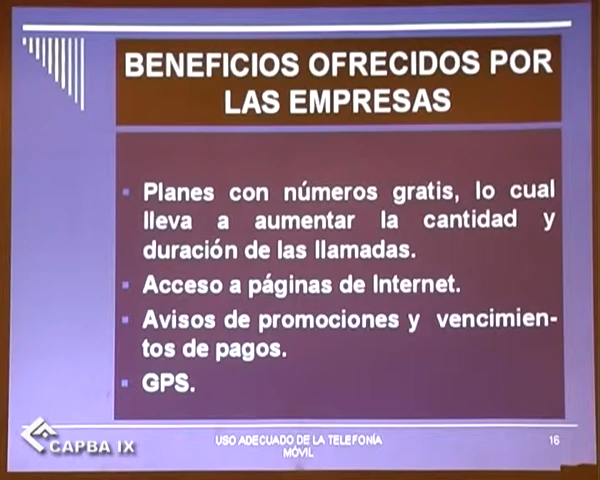 BENEFICIOS OFRECIDOS POR
LAS EMPRESAS
Planes con números gratis, lo cual
lleva a aumentar la cantidad y
duración de las llamadas.
Acceso a páginas de Internet.
Avisos de promociones y vencimien-
tos de pagos.
GPS.
CAPBA IX
USO ADECUADO DE LA TELEFONÍA
MÓVIL
16